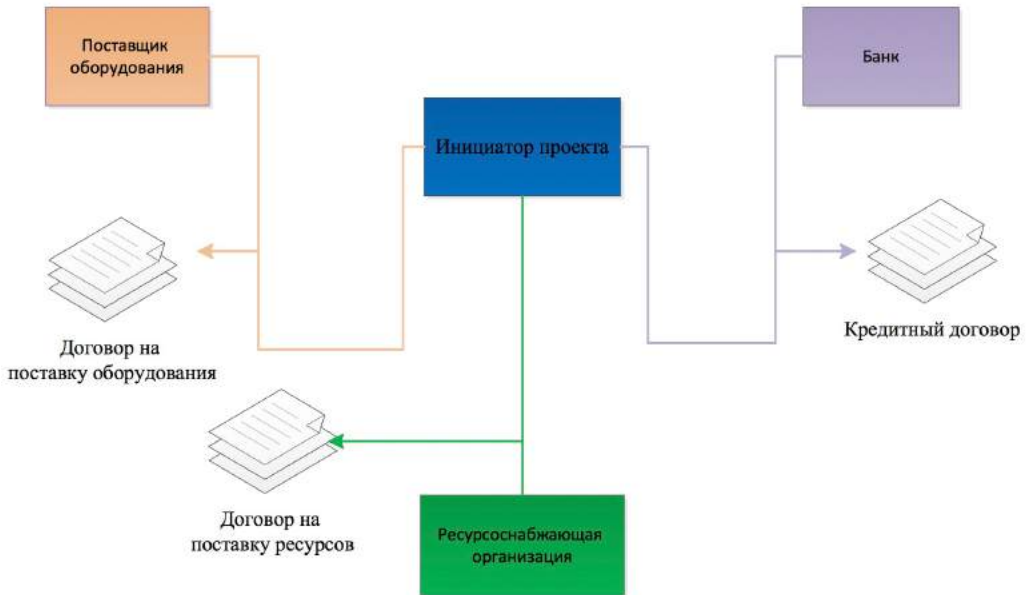 Поставщик
оборудования
Банк
Инициатор проекта
Кредитный договор
Договор на
поставку оборудования
Договор на
поставку ресурсов
Ресурсоснабжающая
организация